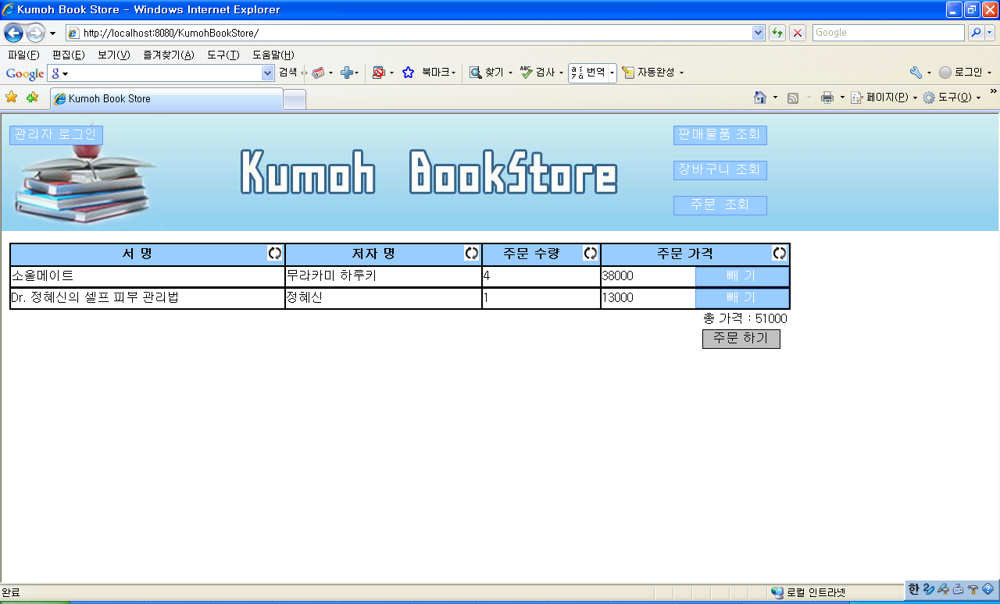 Kumoh Book Store - Windows Internet Explorer
http://localhost:8080/KumohBookStore/
Google
파일(F) 편집(E) 보기(V) 즐겨찾기(A) 도구(T) 도움말(H)
Google g 검색 북마크 찾기 ABC 검사 번역 자동완성 로그인
Kumoh Book Store 페이지(P) 도구(O) »
관리자 로그인
Kumoh BookStore
판매물품 조회
장바구니 조회
주문 조회
서 명 저자 명 주문 수량 주문 가격
소울메이트 무라카미 하루키 4 38000 빼 기
Dr. 정혜신의 셀프 피부 관리법 정혜신 1 13000 빼 기
총 가격 : 51000
주문 하기
완료 로컬 인트라넷 한